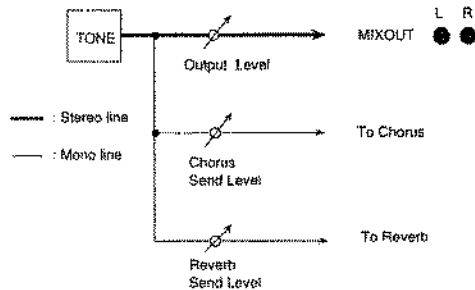 L R
TONE
MIXOUT
Output Level
: Stereo line
: Mono line
To Chorus
Chorus
Send Level
To Reverb
Reverb
Send Level